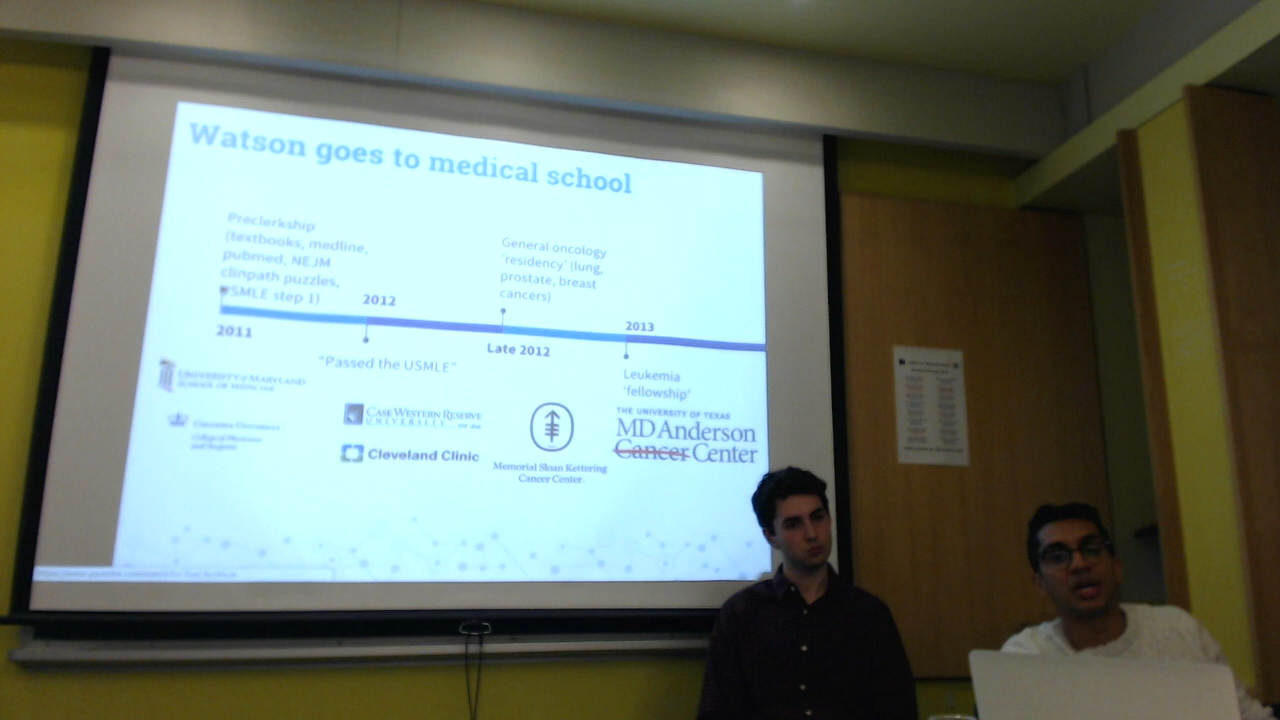 Watson goes to medical school
Preclerkship
(textbooks, medline,
pubmed, NEJM
clinpath puzzles,
USMLE step 1)
General oncology
'residency' (lung,
prostate, breast
cancers)
2012
2013
2011
Late 2012
"Passed the USMLE"
Leukemia
'fellowship'
UNIVERSITY of MARYLAND
SCHOOL OF MEDICINE
COLUMBIA UNIVERSITY
College of Physicians
and Surgeons
CASE WESTERN RESERVE
UNIVERSITY
Cleveland Clinic
Memorial Sloan Kettering
Cancer Center
THE UNIVERSITY OF TEXAS
MD Anderson
Cancer Center